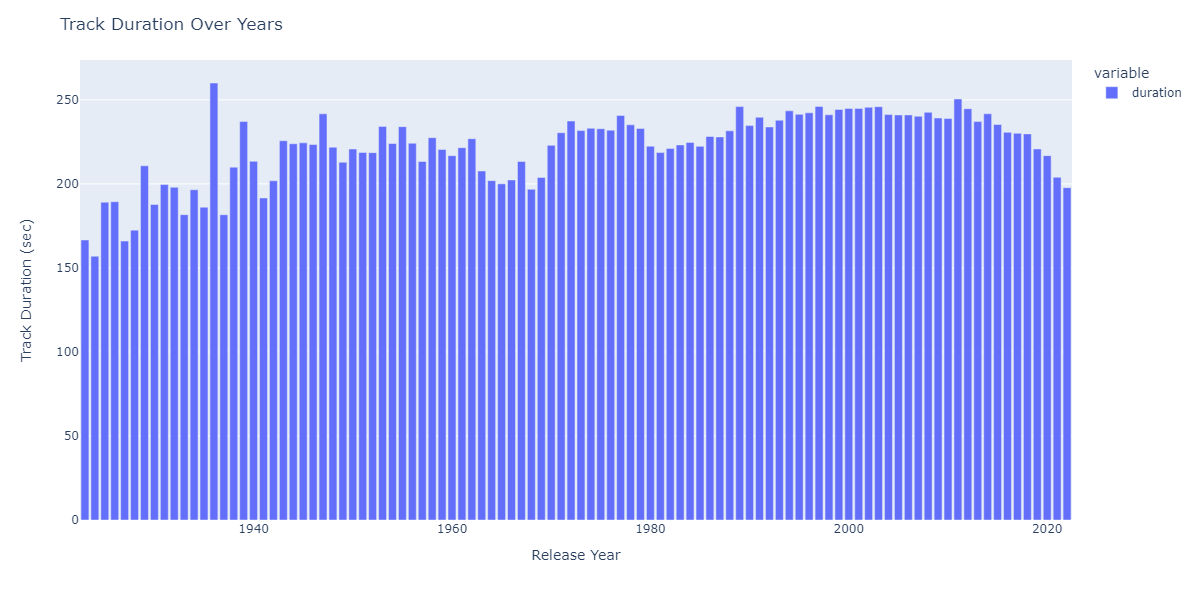 Track Duration Over Years
variable
duration
250
200
150
100
50
0
Track Duration (sec)
1940
1960
1980
2000
2020
Release Year